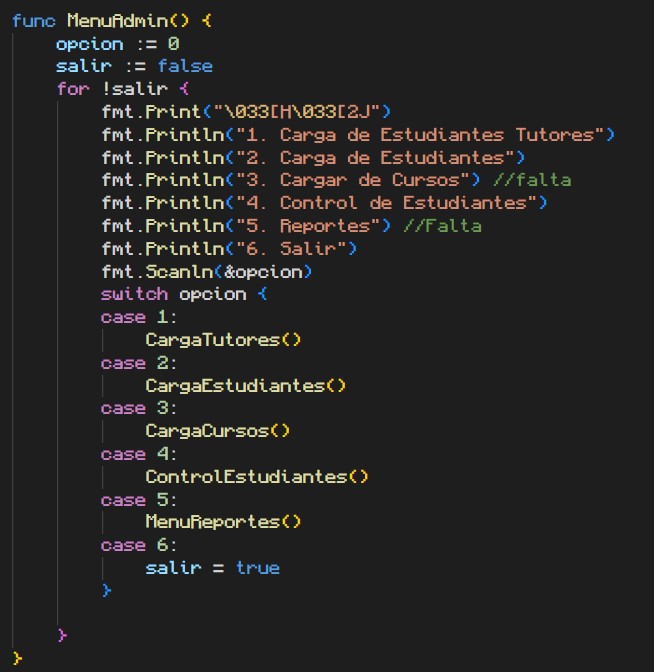 func MenuAdmin() {
    opcion := 0
    salir := false
    for !salir {
        fmt.Print("\033[H\033[2J")
        fmt.Println("1. Carga de Estudiantes Tutores")
        fmt.Println("2. Carga de Estudiantes")
        fmt.Println("3. Cargar de Cursos") //falta
        fmt.Println("4. Control de Estudiantes")
        fmt.Println("5. Reportes") //Falta
        fmt.Println("6. Salir")
        fmt.Scanln(&opcion)
        switch opcion {
        case 1:
            CargaTutores()
        case 2:
            CargaEstudiantes()
        case 3:
            CargaCursos()
        case 4:
            ControlEstudiantes()
        case 5:
            MenuReportes()
        case 6:
            salir = true
        }

    }
}